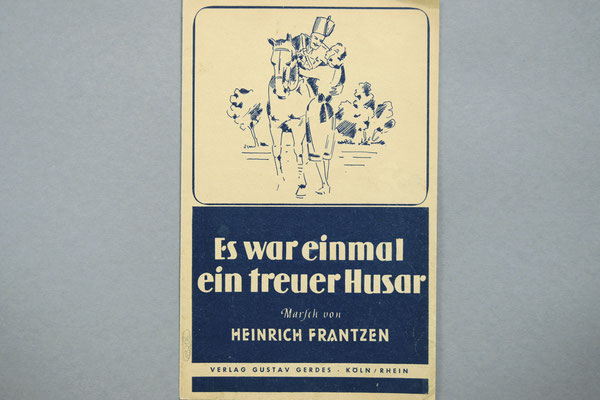 Es war einmal
ein treuer Husar
Marsch von
HEINRICH FRANTZEN
VERLAG GUSTAV GERDES · KÖLN/RHEIN